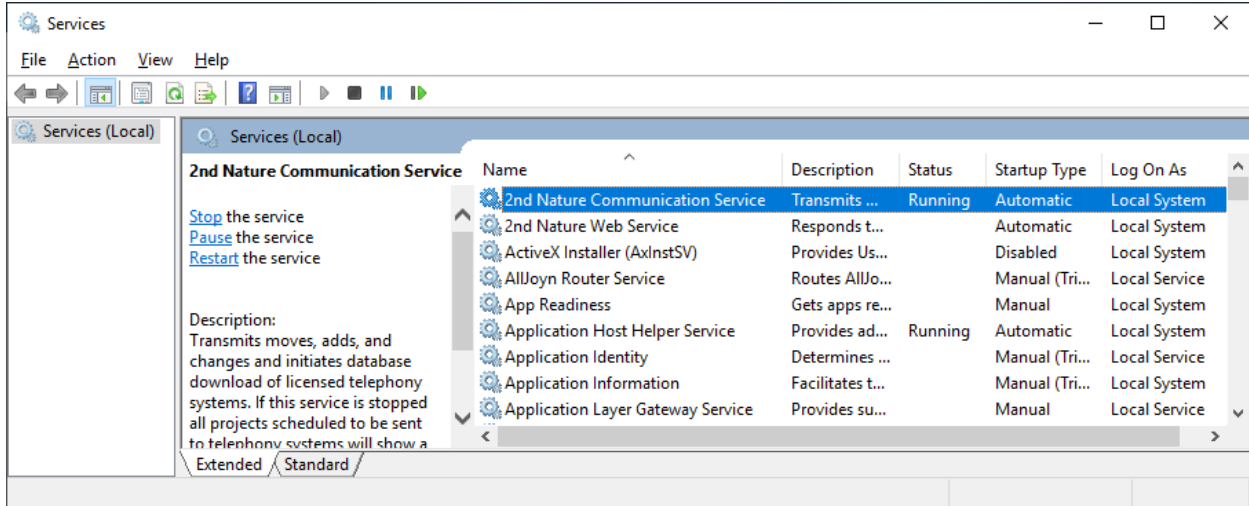 Services
File Action View Help
Services (Local)
Services (Local)
2nd Nature Communication Service
Stop the service
Pause the service
Restart the service
Description:
Transmits moves, adds, and
changes and initiates database
download of licensed telephony
systems. If this service is stopped
all projects scheduled to be sent
to telephony systems will show a
Name Description Status Startup Type Log On As
2nd Nature Communication Service Transmits ... Running Automatic Local System
2nd Nature Web Service Responds t... Automatic Local System
ActiveX Installer (AxInstSV) Provides Us... Disabled Local System
AllJoyn Router Service Routes AllJo... Manual (Tri... Local Service
App Readiness Gets apps re... Manual Local System
Application Host Helper Service Provides ad... Running Automatic Local System
Application Identity Determines ... Manual (Tri... Local Service
Application Information Facilitates t... Manual (Tri... Local System
Application Layer Gateway Service Provides su... Manual Local Service
Extended Standard